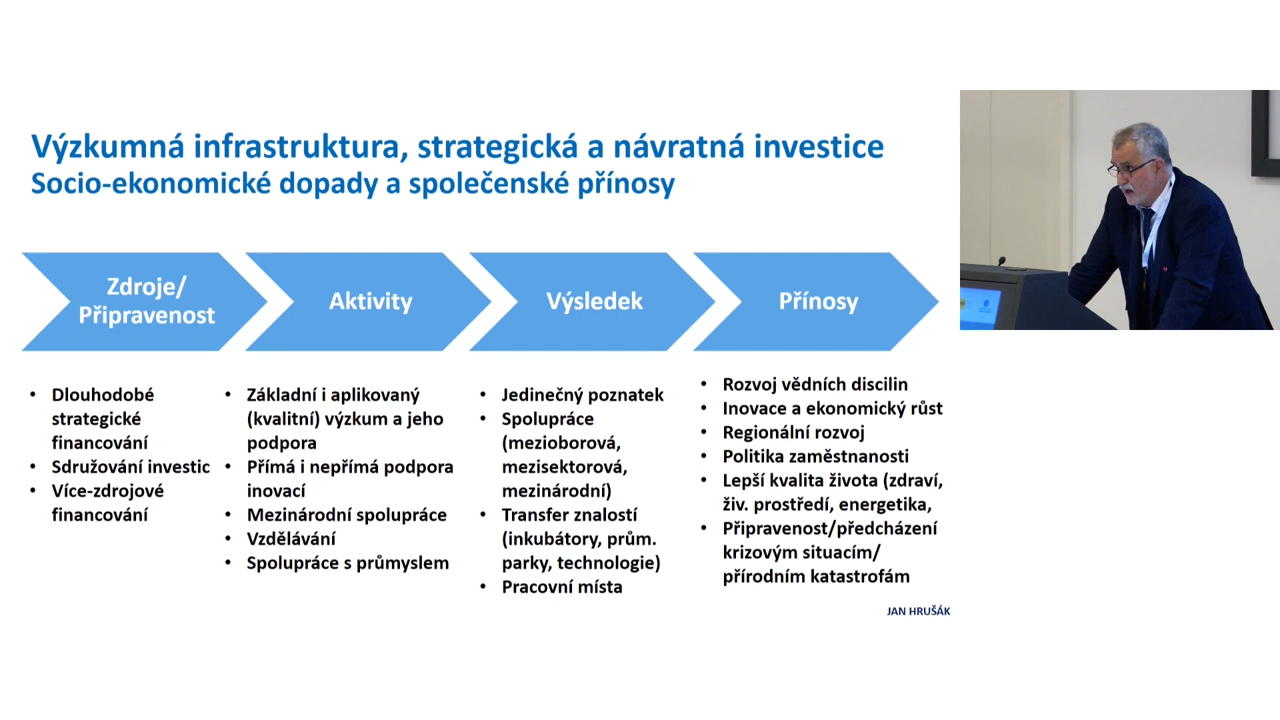 Výzkumná infrastruktura, strategická a návratná investice
Socio-ekonomické dopady a společenské přínosy
Zdroje/
Připravenost
Aktivity
Výsledek
Přínosy
• Dlouhodobé
strategické
financování
• Sdružování investic
• Více-zdrojové
financování
• Základní i aplikovaný
(kvalitní) výzkum a jeho
podpora
• Přímá i nepřímá podpora
inovací
• Mezinárodní spolupráce
• Vzdělávání
• Spolupráce s průmyslem
• Jedinečný poznatek
• Spolupráce
(mezioborová,
mezisektorová,
mezinárodní)
• Transfer znalostí
(inkubátory, prům.
parky, technologie)
• Pracovní místa
• Rozvoj vědních discilin
• Inovace a ekonomický růst
• Regionální rozvoj
• Politika zaměstnanosti
• Lepší kvalita života (zdraví,
živ. prostředí, energetika,
• Připravenost/předcházení
krizovým situacím/
přírodním katastrofám
JAN HRUŠÁK